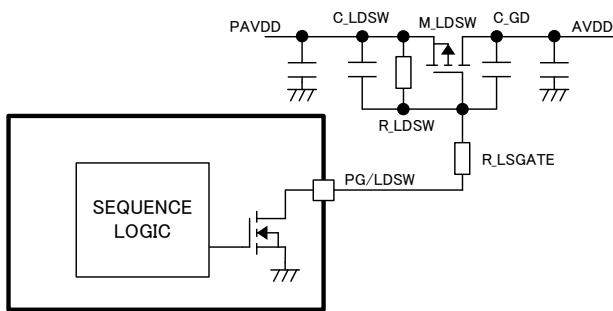 PAVDD
C_LDSW
M_LDSW
C_GD
AVDD
R_LDSW
R_LSGATE
PG/LDSW
SEQUENCE
LOGIC